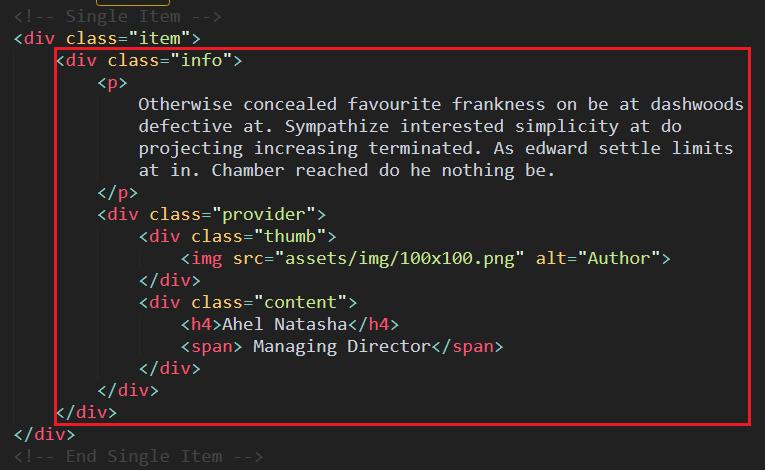 <!-- Single Item -->
<div class="item">
<div class="info">
<p>
Otherwise concealed favourite frankness on be at dashwoods
defective at. Sympathize interested simplicity at do
projecting increasing terminated. As edward settle limits
at in. Chamber reached do he nothing be.
</p>
<div class="provider">
<div class="thumb">
<img src="assets/img/100x100.png" alt="Author">
</div>
<div class="content">
<h4>Ahel Natasha</h4>
<span> Managing Director</span>
</div>
</div>
</div>
</div>
<!-- End Single Item -->